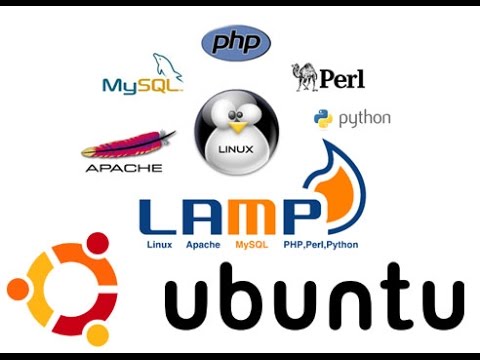 php
MySQL
Perl
python
LINUX
APACHE
LAMP
Linux Apache MySQL PHP,Perl,Python
ubuntu